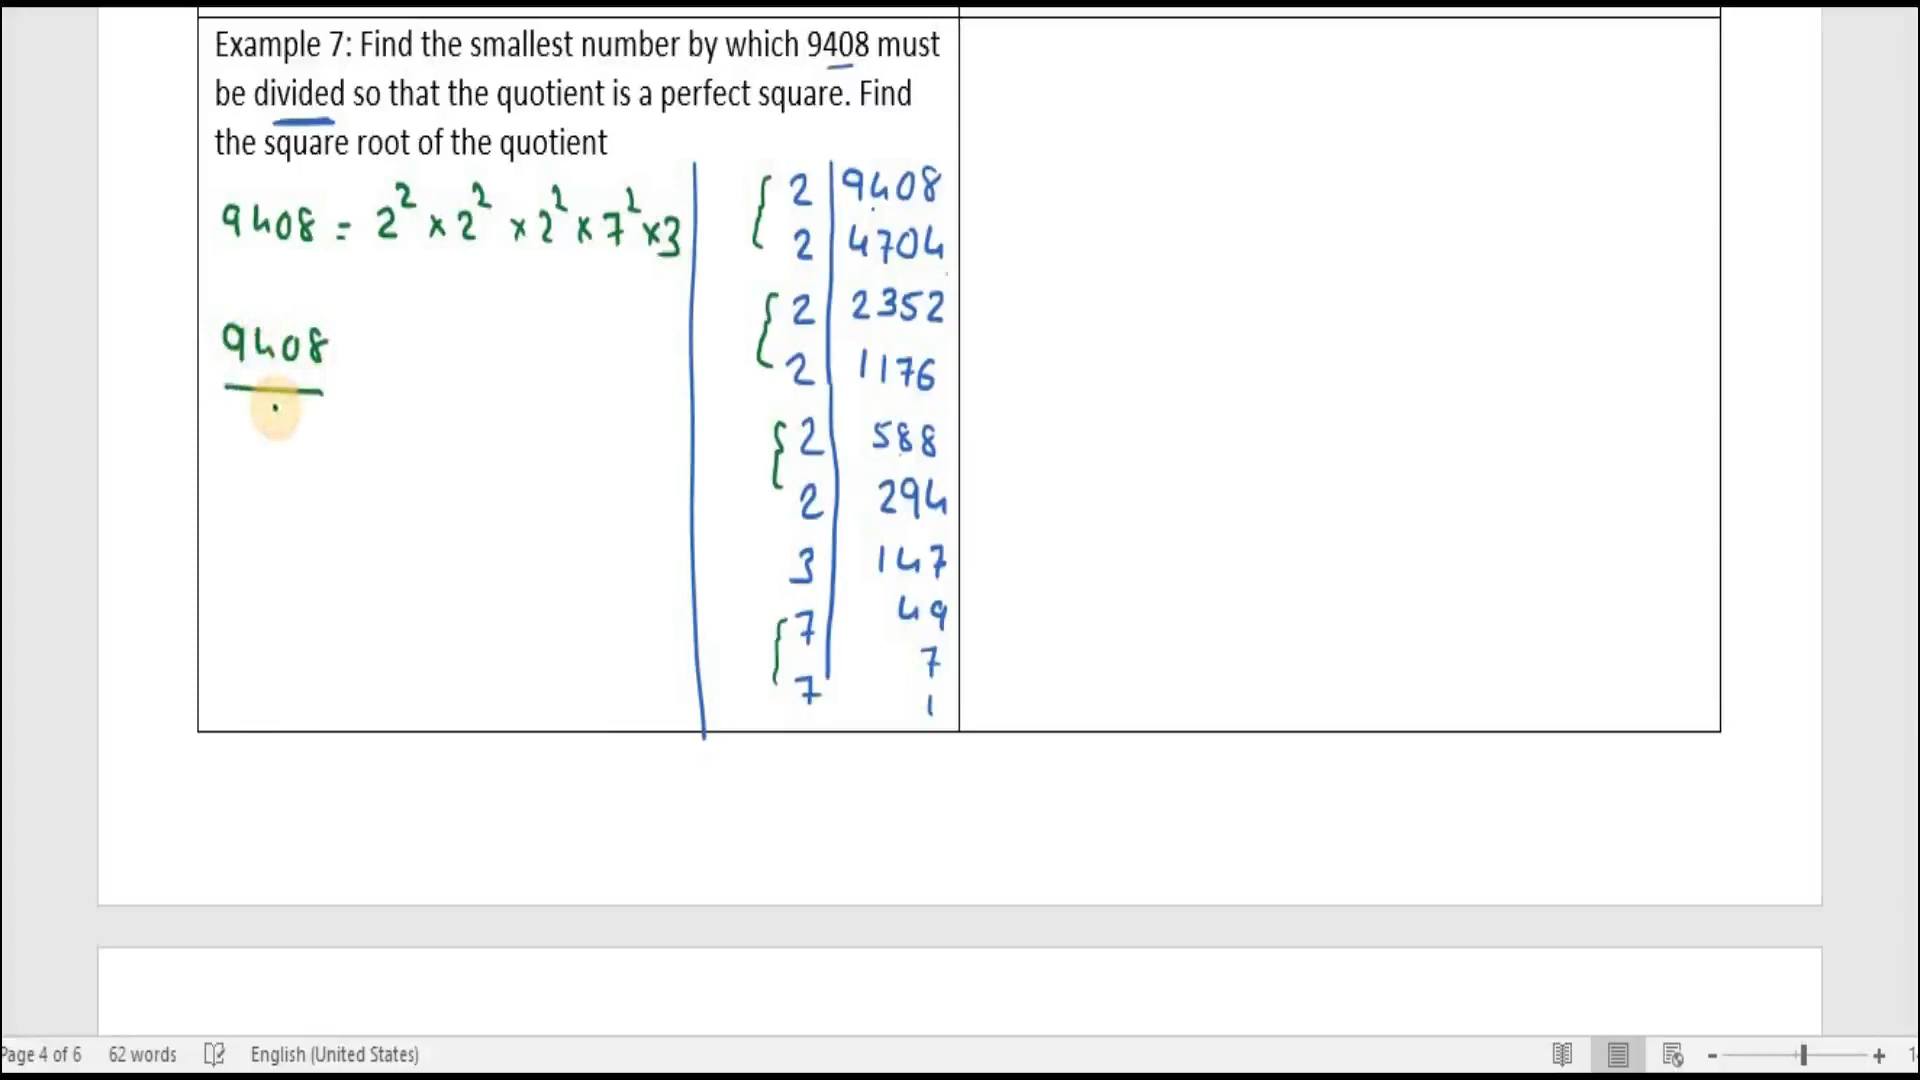 Example 7: Find the smallest number by which 9408 must
be divided so that the quotient is a perfect square. Find
the square root of the quotient
9408 = 2² × 2² × 2² × 7² × 3
9408
2 | 9408
2 | 4704
2 | 2352
2 | 1176
2 | 588
2 | 294
3 | 147
7 | 49
7 | 7
1
Page 4 of 6 62 words English (United States)